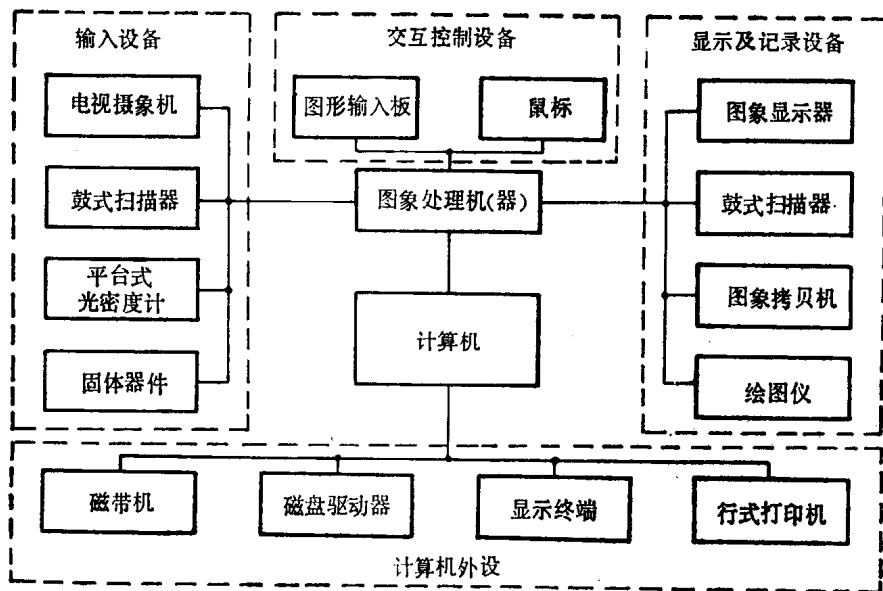 输入设备
电视摄象机
鼓式扫描器
平台式
光密度计
固体器件
交互控制设备
图形输入板
鼠标
图象处理机(器)
计算机
显示及记录设备
图象显示器
鼓式扫描器
图象拷贝机
绘图仪
磁带机
磁盘驱动器
显示终端
行式打印机
计算机外设